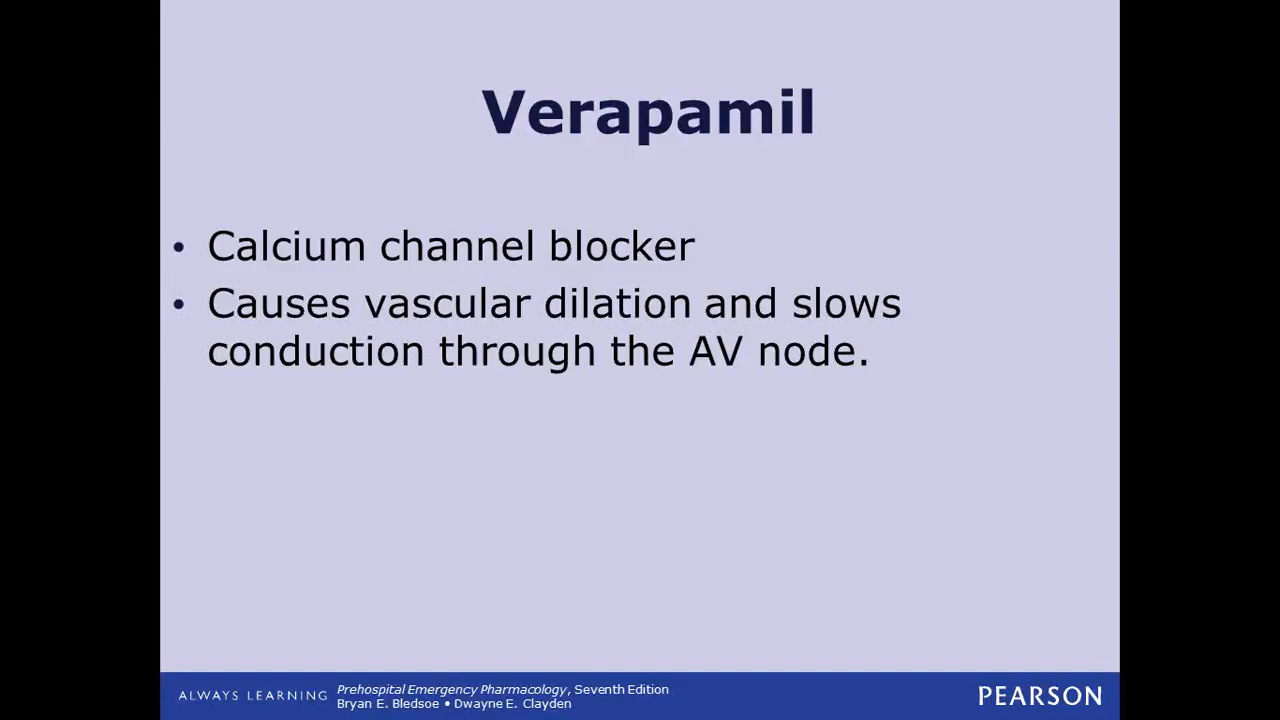 Verapamil
• Calcium channel blocker
• Causes vascular dilation and slows
conduction through the AV node.
ALWAYS LEARNING
Prehospital Emergency Pharmacology, Seventh Edition
Bryan E. Bledsoe • Dwayne E. Clayden
PEARSON